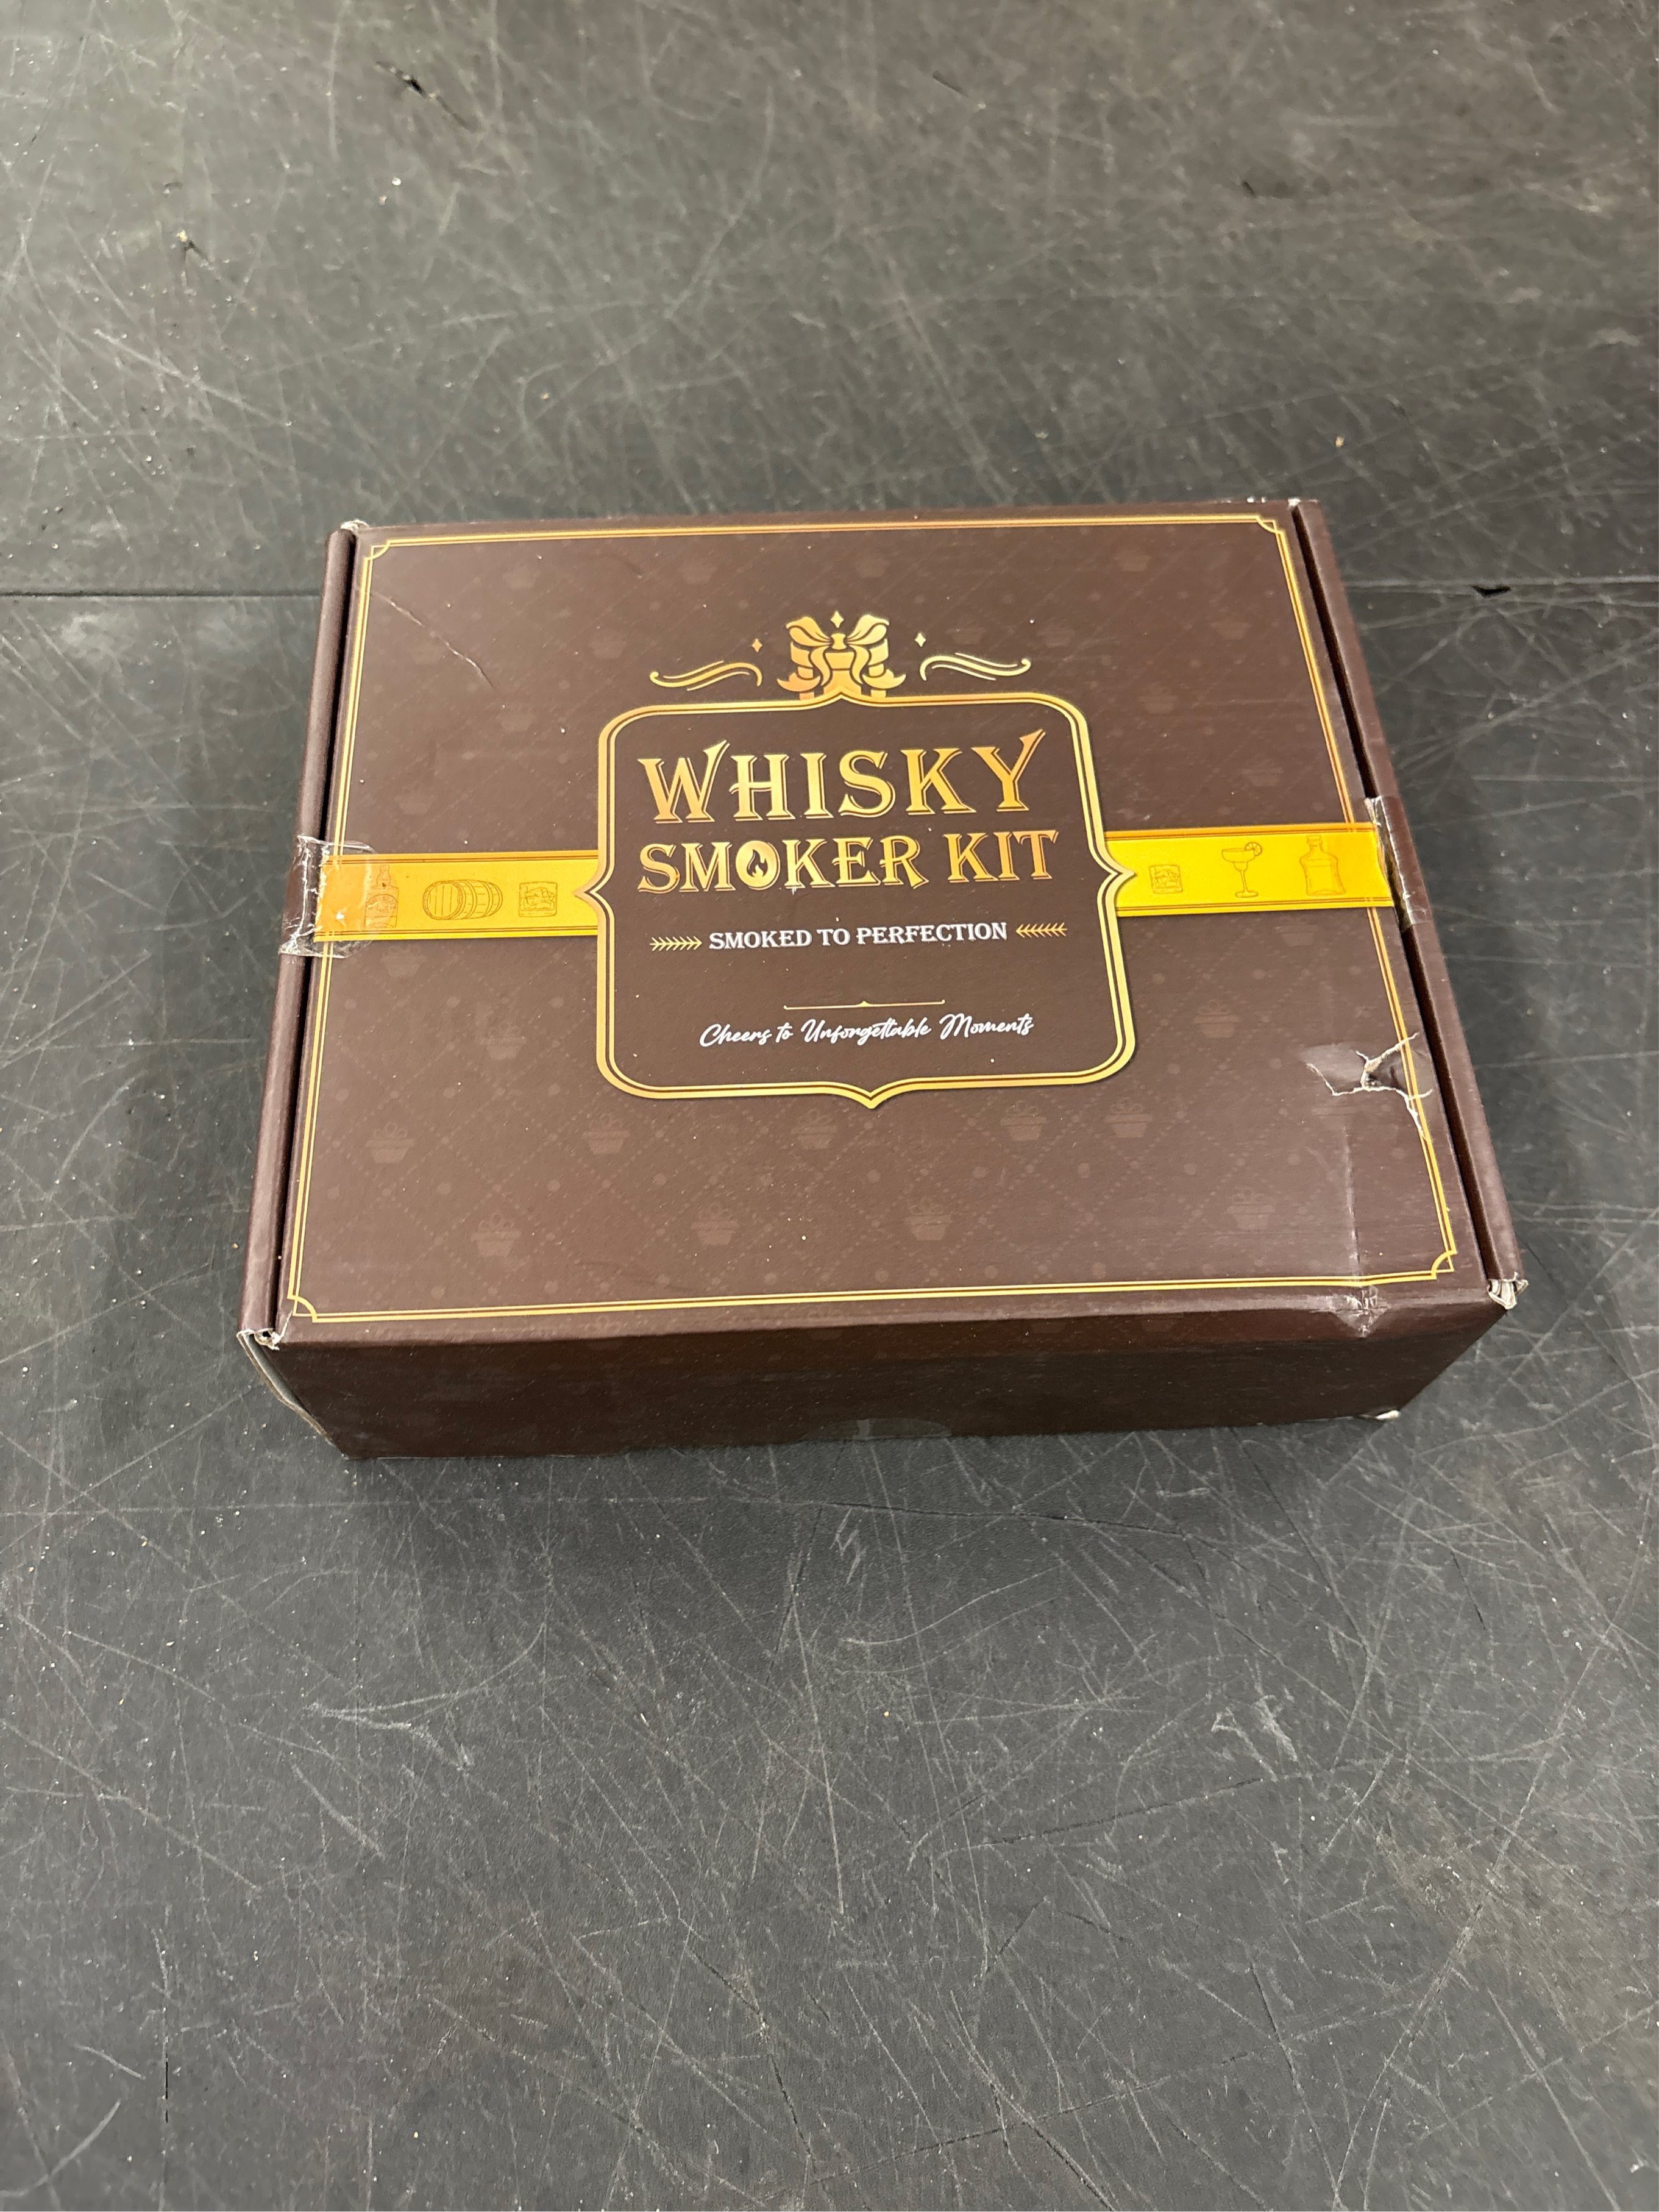 WHISKY
SMOKER KIT
SMOKED TO PERFECTION
Cheers to Unforgettable Moments